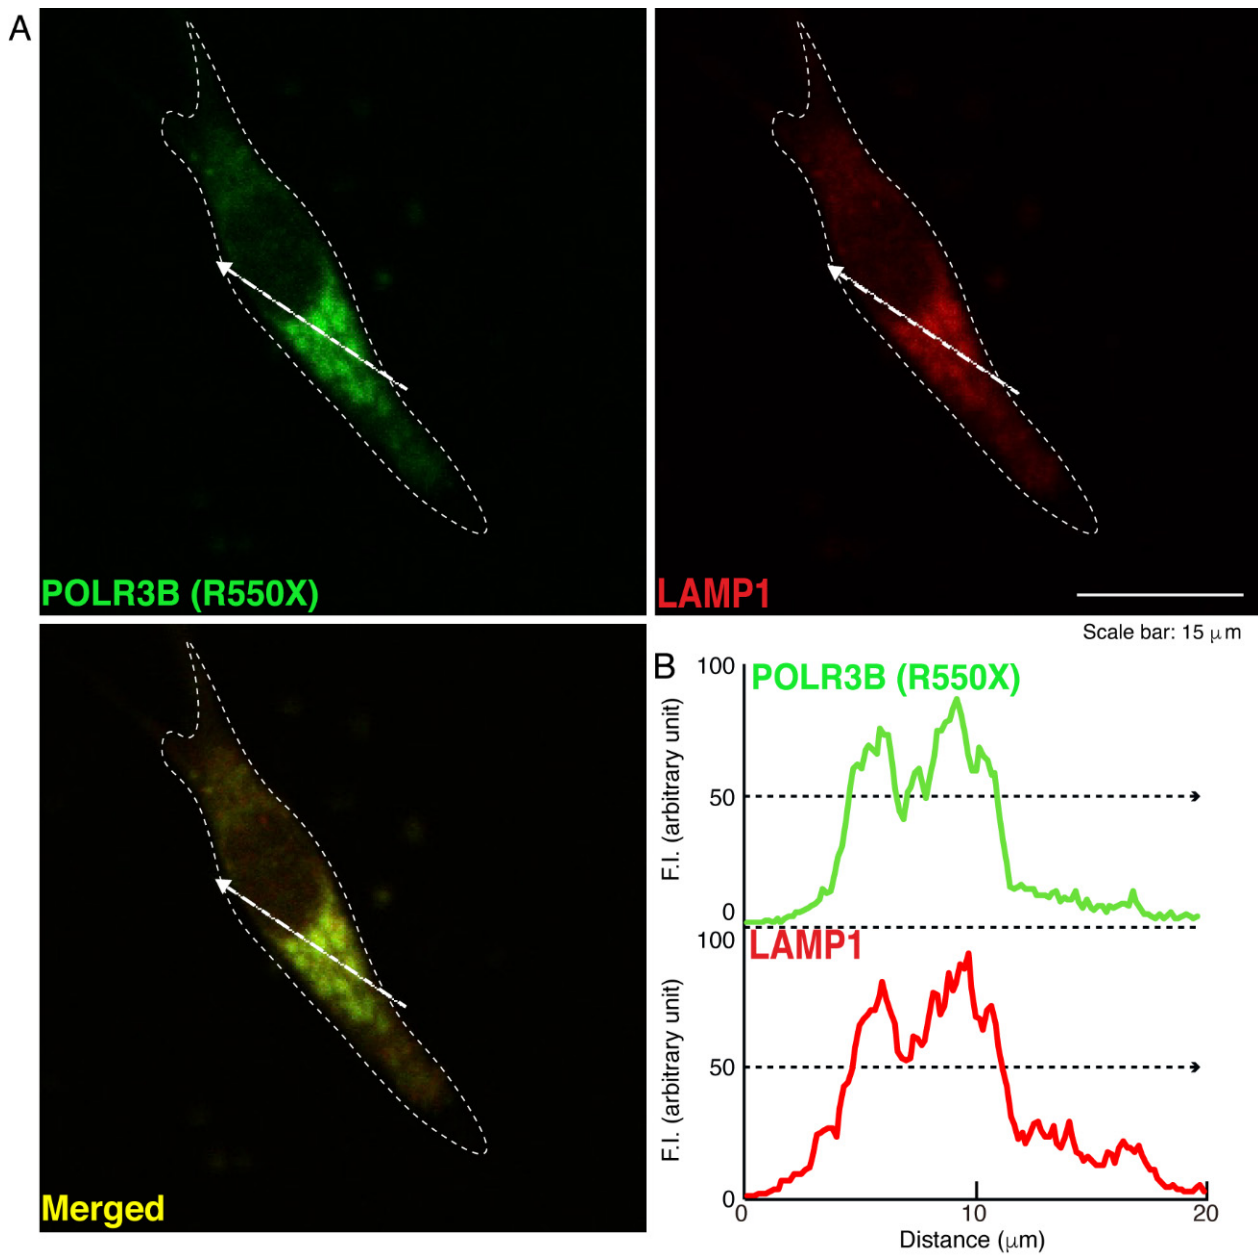 A
POLR3B (R550X)
LAMP1
Scale bar: 15 μm
Merged
B
POLR3B (R550X)
F.I. (arbitrary unit)
100
50
0
LAMP1
F.I. (arbitrary unit)
100
50
0
0 10 20
Distance (μm)